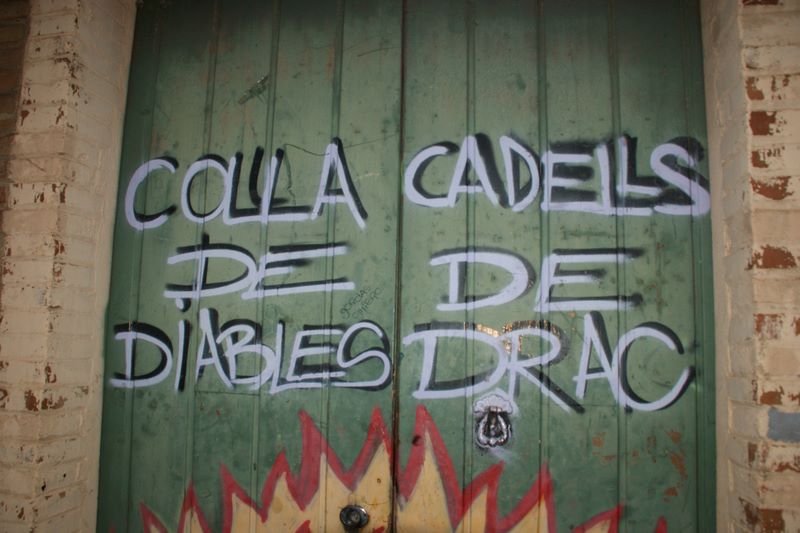 COLLA
DE
DIABLES
CADELLS
DE
DRAC